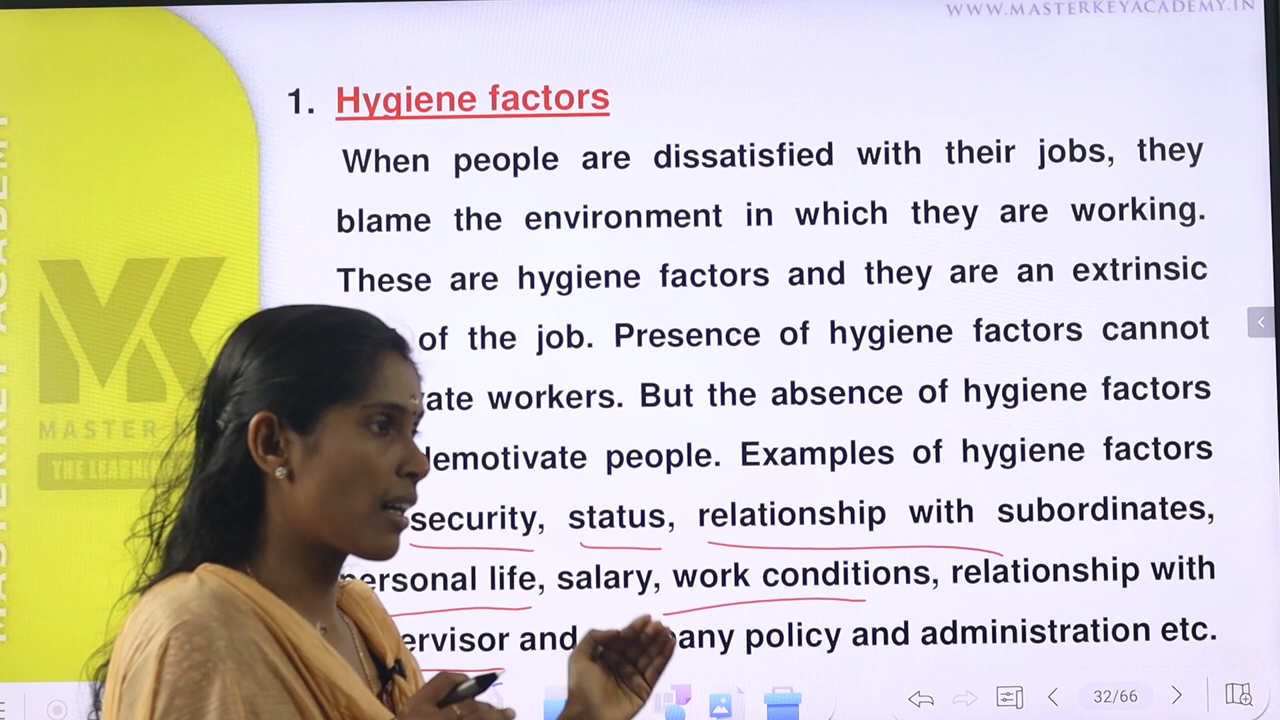 WWW.MASTERKEYACADEMY.IN
1. Hygiene factors
When people are dissatisfied with their jobs, they
blame the environment in which they are working.
These are hygiene factors and they are an extrinsic
of the job. Presence of hygiene factors cannot
workers. But the absence of hygiene factors
people. Examples of hygiene factors
security, status, relationship with subordinates,
life, salary, work conditions, relationship with
and policy and administration etc.
MASTER
THE
32/66